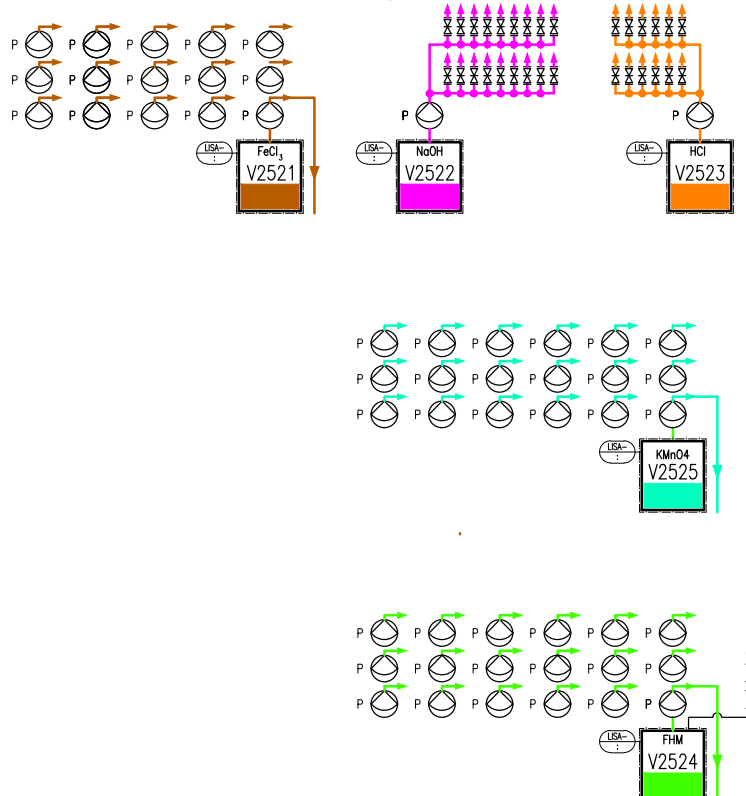 P P P P P
P P P P P
P P P P P P P
LISA- FeCl3 LISA- NaOH LISA- HCl
: V2521 : V2522 : V2523
P P P P P P
P P P P P P
P P P P P P
LISA- KMnO4
: V2525
P P P P P P
P P P P P P
P P P P P P
LISA- FHM
: V2524